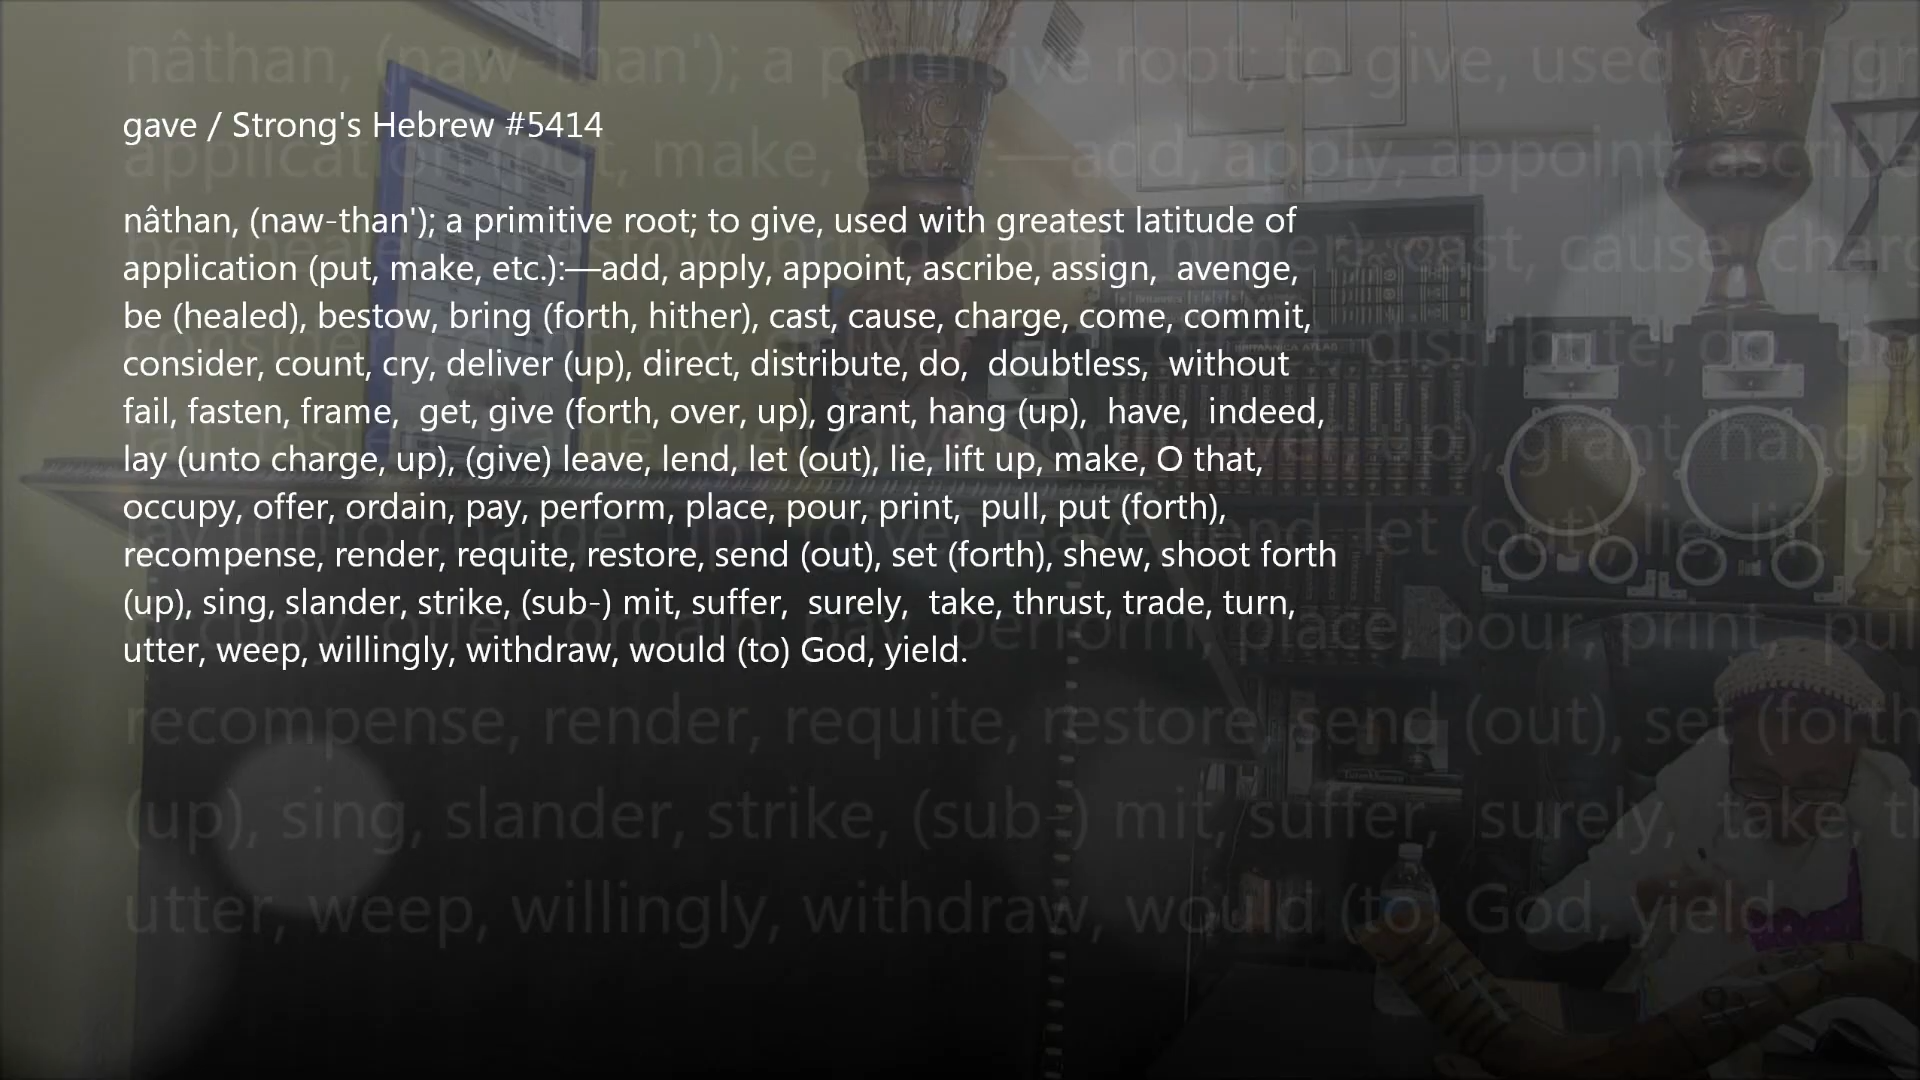 gave / Strong's Hebrew #5414
nâthan, (naw-than'); a primitive root; to give, used with greatest latitude of
application (put, make, etc.):—add, apply, appoint, ascribe, assign,  avenge,
be (healed), bestow, bring (forth, hither), cast, cause, charge, come, commit,
consider, count, cry, deliver (up), direct, distribute, do,  doubtless,  without
fail, fasten, frame,  get, give (forth, over, up), grant, hang (up),  have,  indeed,
lay (unto charge, up), (give) leave, lend, let (out), lie, lift up, make, O that,
occupy, offer, ordain, pay, perform, place, pour, print,  pull, put (forth),
recompense, render, requite, restore, send (out), set (forth), shew, shoot forth
(up), sing, slander, strike, (sub-) mit, suffer,  surely,  take, thrust, trade, turn,
utter, weep, willingly, withdraw, would (to) God, yield.